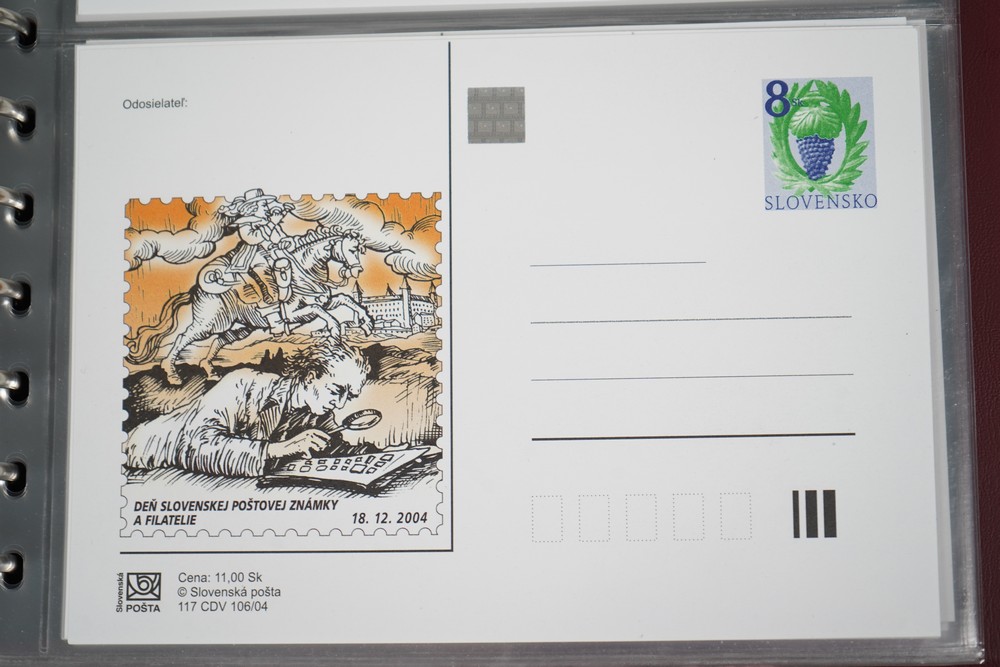 Odosielateľ:
8 Sk
SLOVENSKO
DEŇ SLOVENSKEJ POŠTOVEJ ZNÁMKY
A FILATELIE
18. 12. 2004
Slovenská
POŠTA
Cena: 11,00 Sk
© Slovenská pošta
117 CDV 106/04